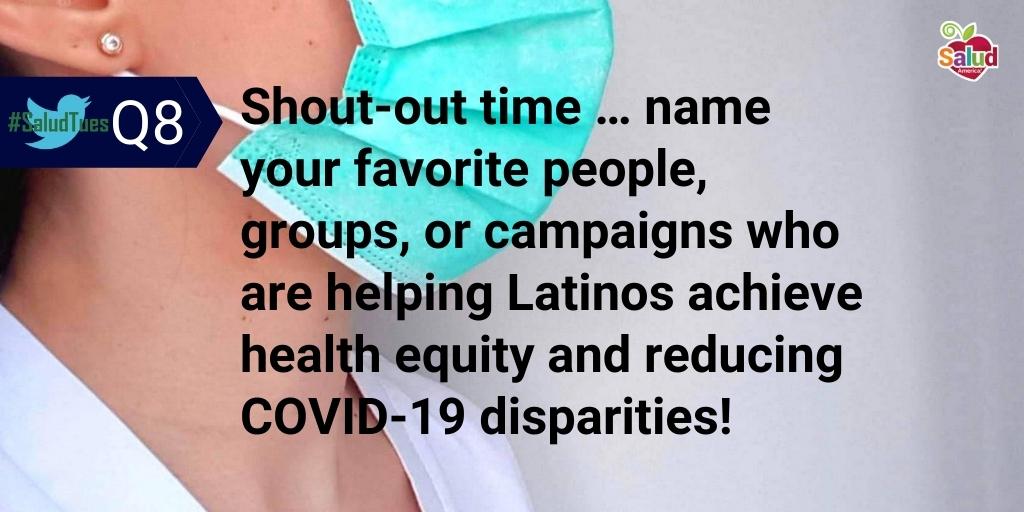 #SaludTues
Q8
Shout-out time ... name
your favorite people,
groups, or campaigns who
are helping Latinos achieve
health equity and reducing
COVID-19 disparities!
Salud
America!